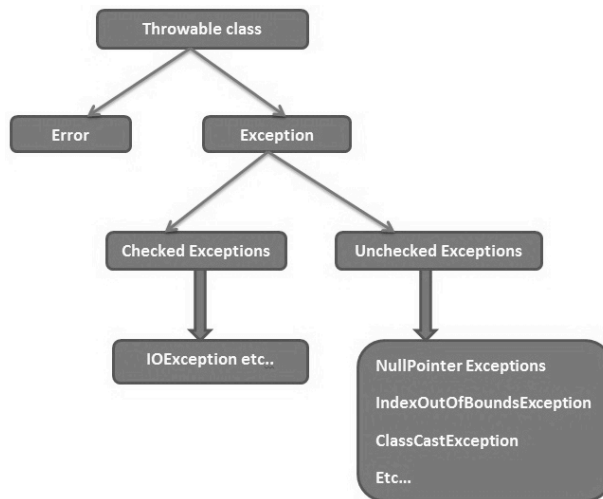 Throwable class
Error
Exception
Checked Exceptions
Unchecked Exceptions
IOException etc..
NullPointer Exceptions
IndexOutOfBoundsException
ClassCastException
Etc...